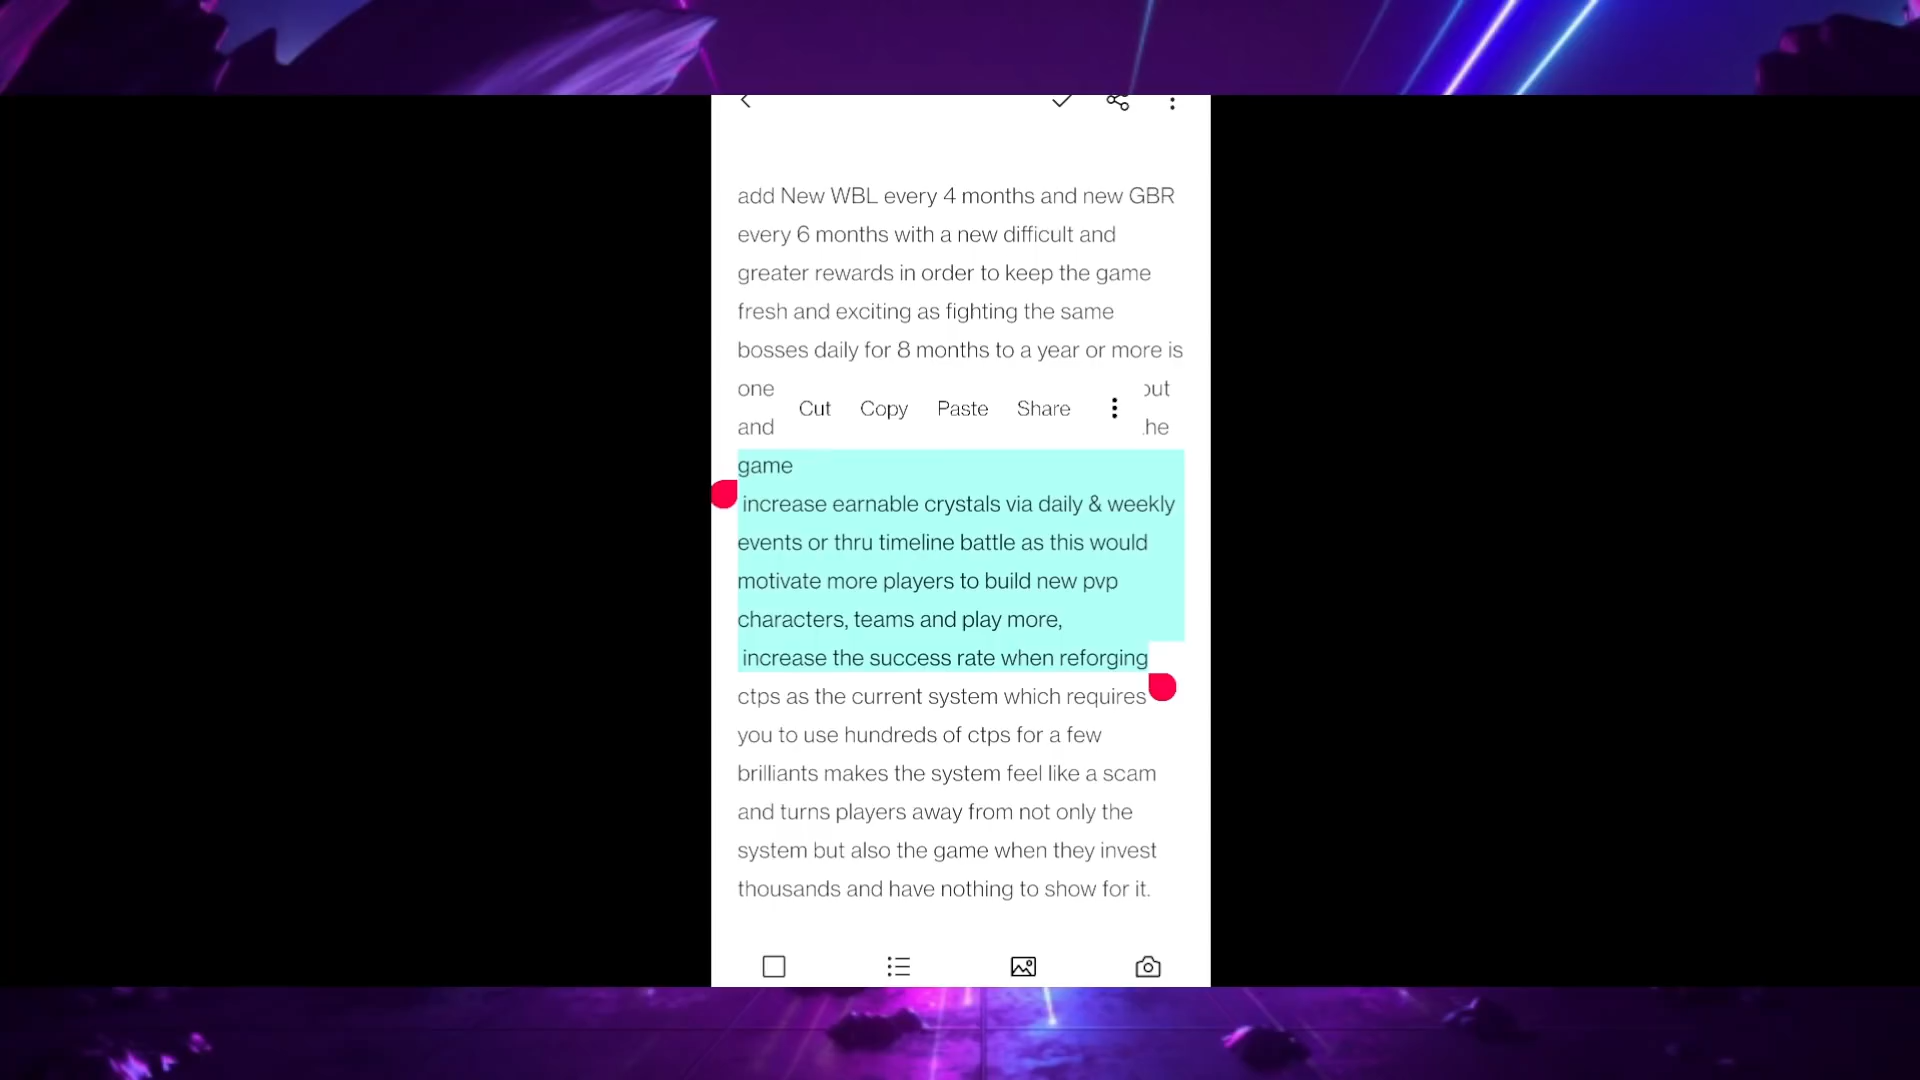 add New WBL every 4 months and new GBR
every 6 months with a new difficult and
greater rewards in order to keep the game
fresh and exciting as fighting the same
bosses daily for 8 months to a year or more is
one
Cut Copy Paste Share
and
game
increase earnable crystals via daily & weekly
events or thru timeline battle as this would
motivate more players to build new pvp
characters, teams and play more,
increase the success rate when reforging
ctps as the current system which requires
you to use hundreds of ctps for a few
brilliants makes the system feel like a scam
and turns players away from not only the
system but also the game when they invest
thousands and have nothing to show for it.